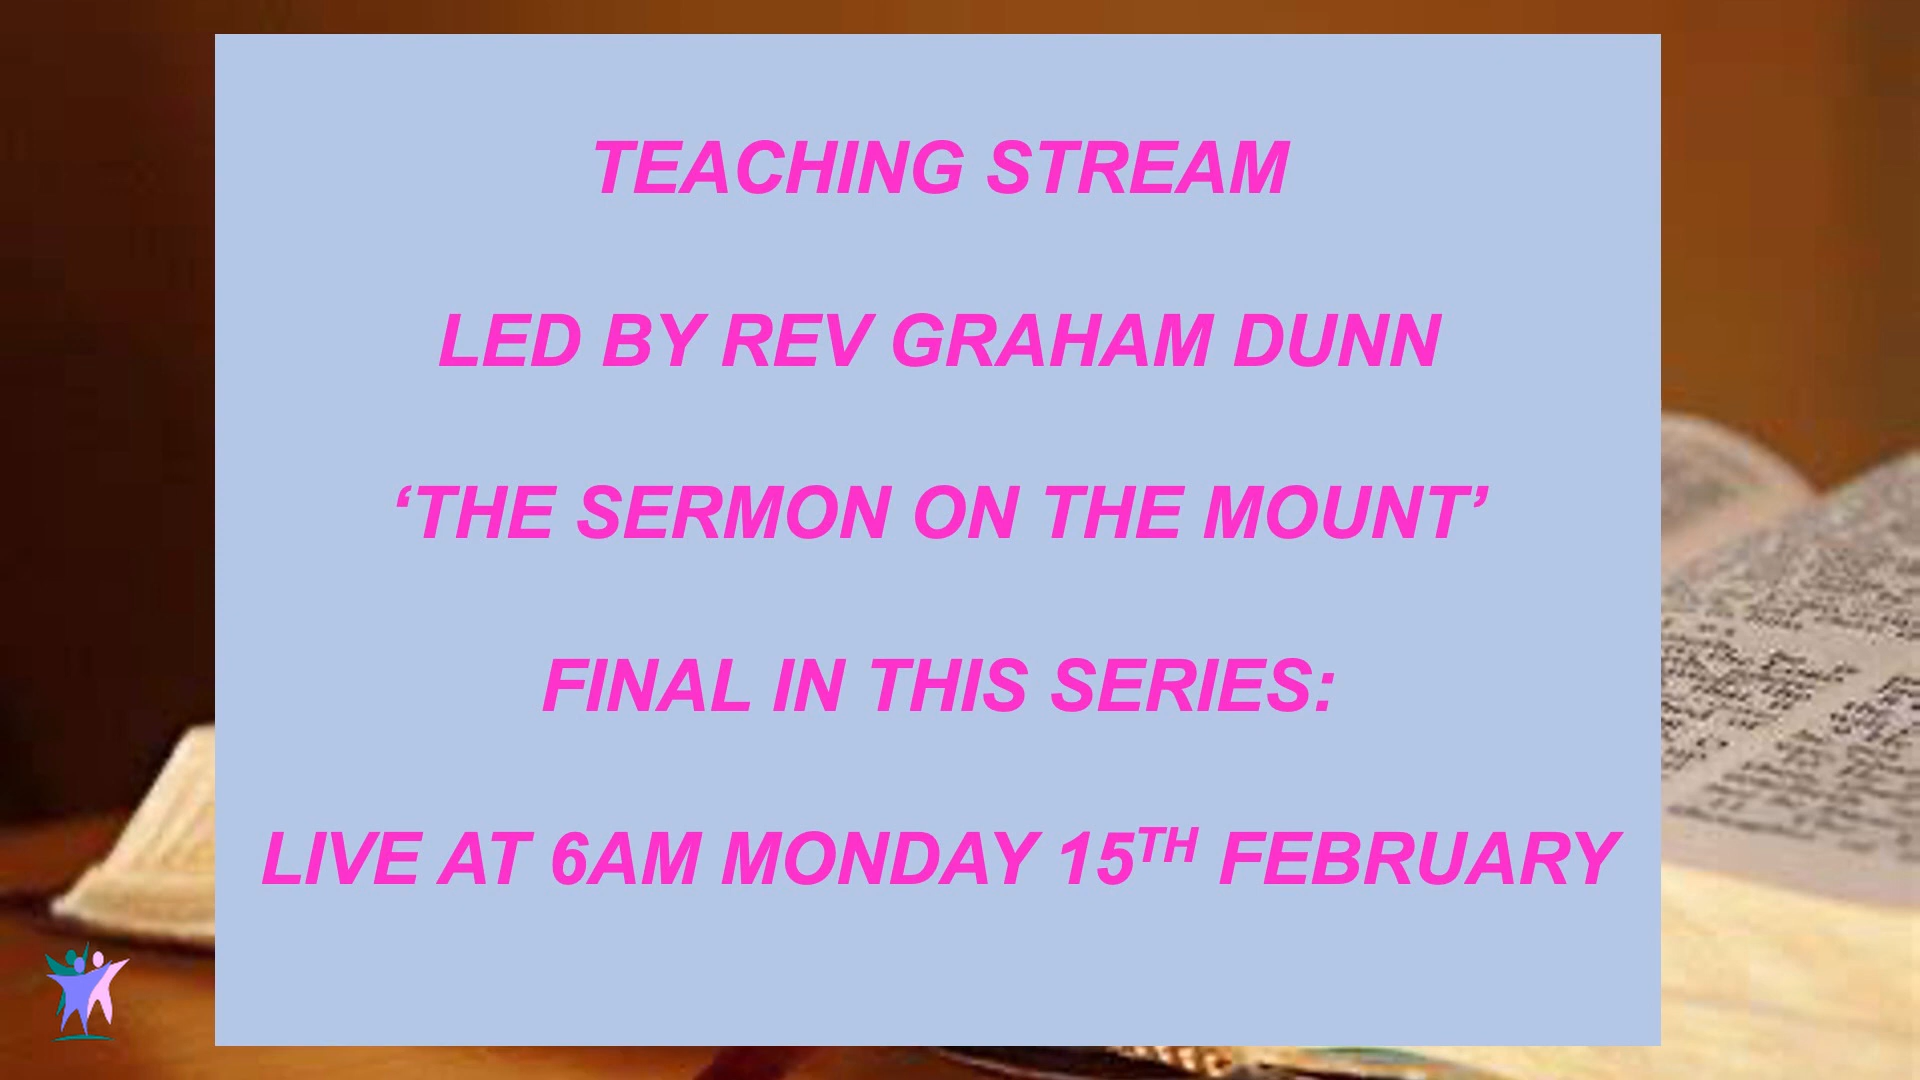 TEACHING STREAM
LED BY REV GRAHAM DUNN
‘THE SERMON ON THE MOUNT’
FINAL IN THIS SERIES:
LIVE AT 6AM MONDAY 15TH FEBRUARY